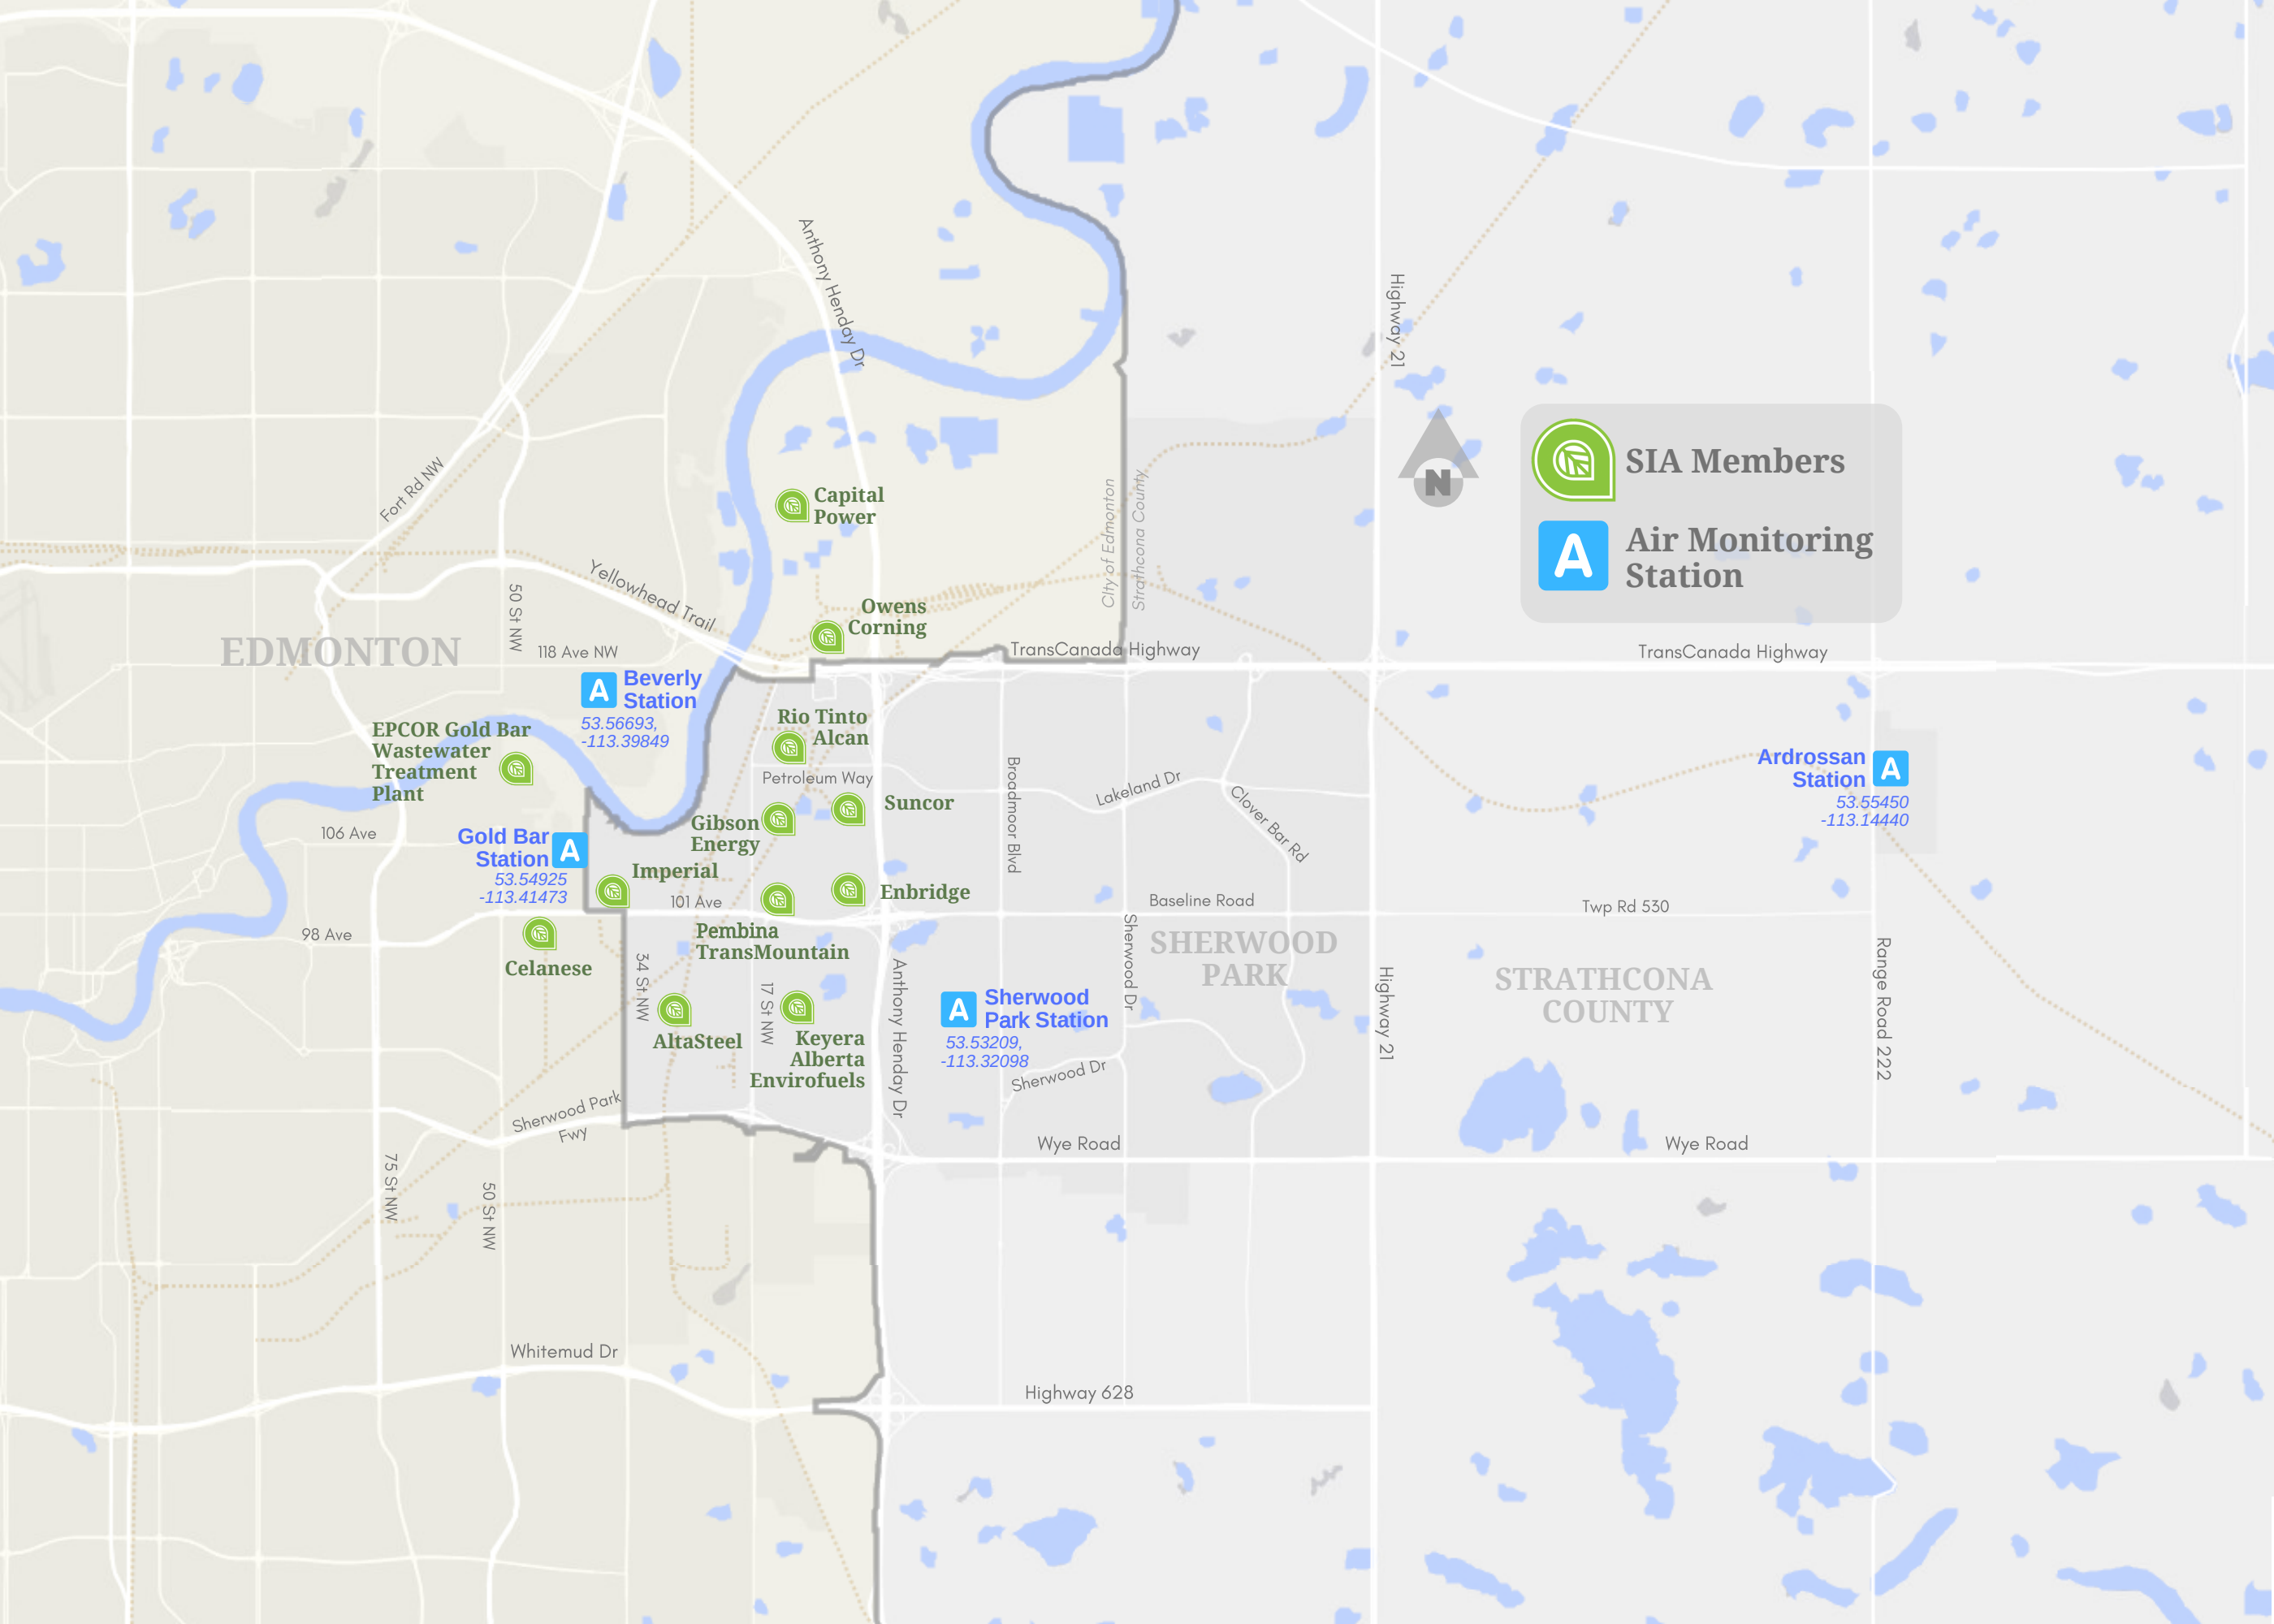 Anthony Henday Dr
Highway 21
SIA Members
Air Monitoring
Station
N
A
Fort Rd NW
Capital
Power
City of Edmonton
Strathcona County
Yellowhead Trail
50 St NW
Owens
Corning
EDMONTON
118 Ave NW
TransCanada Highway
TransCanada Highway
A
Beverly
Station
53.56693,
-113.39849
EPCOR Gold Bar
Wastewater
Treatment
Plant
Rio Tinto
Alcan
Petroleum Way
Broadmoor Blvd
Lakeland Dr
Clover Bar Rd
Ardrossan
Station
A
53.55450
-113.14440
Suncor
Gibson
Energy
106 Ave
Gold Bar
Station
A
53.54925
-113.41473
Imperial
Enbridge
101 Ave
Baseline Road
Twp Rd 530
98 Ave
Pembina
TransMountain
Celanese
34 St NW
17 St NW
Anthony Henday Dr
Sherwood Dr
SHERWOOD
PARK
Highway 21
STRATHCONA
COUNTY
Range Road 222
A
Sherwood
Park Station
53.53209,
-113.32098
AltaSteel
Keyera
Alberta
Envirofuels
Sherwood Dr
Sherwood Park
Fwy
Wye Road
Wye Road
75 St NW
50 St NW
Whitemud Dr
Highway 628